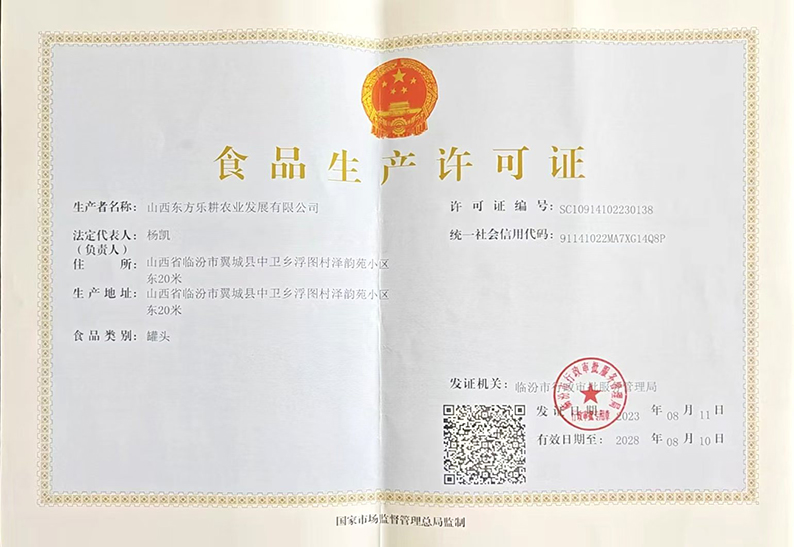 食品生产许可证
生产者名称：山西东方乐耕农业发展有限公司
法定代表人：杨凯
（负责人）
住 所：山西省临汾市翼城县中卫乡浮图村泽韵苑小区
东20米
生产地址：山西省临汾市翼城县中卫乡浮图村泽韵苑小区
东20米
食品类别：罐头
许可证编号：SC10914102230138
统一社会信用代码：91141022MA7XG14Q8P
发证机关：临汾市行政审批服务管理局
发证日期：2023 年 08 月 11 日
有效日期至：2028 年 08 月 10 日
国家市场监督管理总局监制